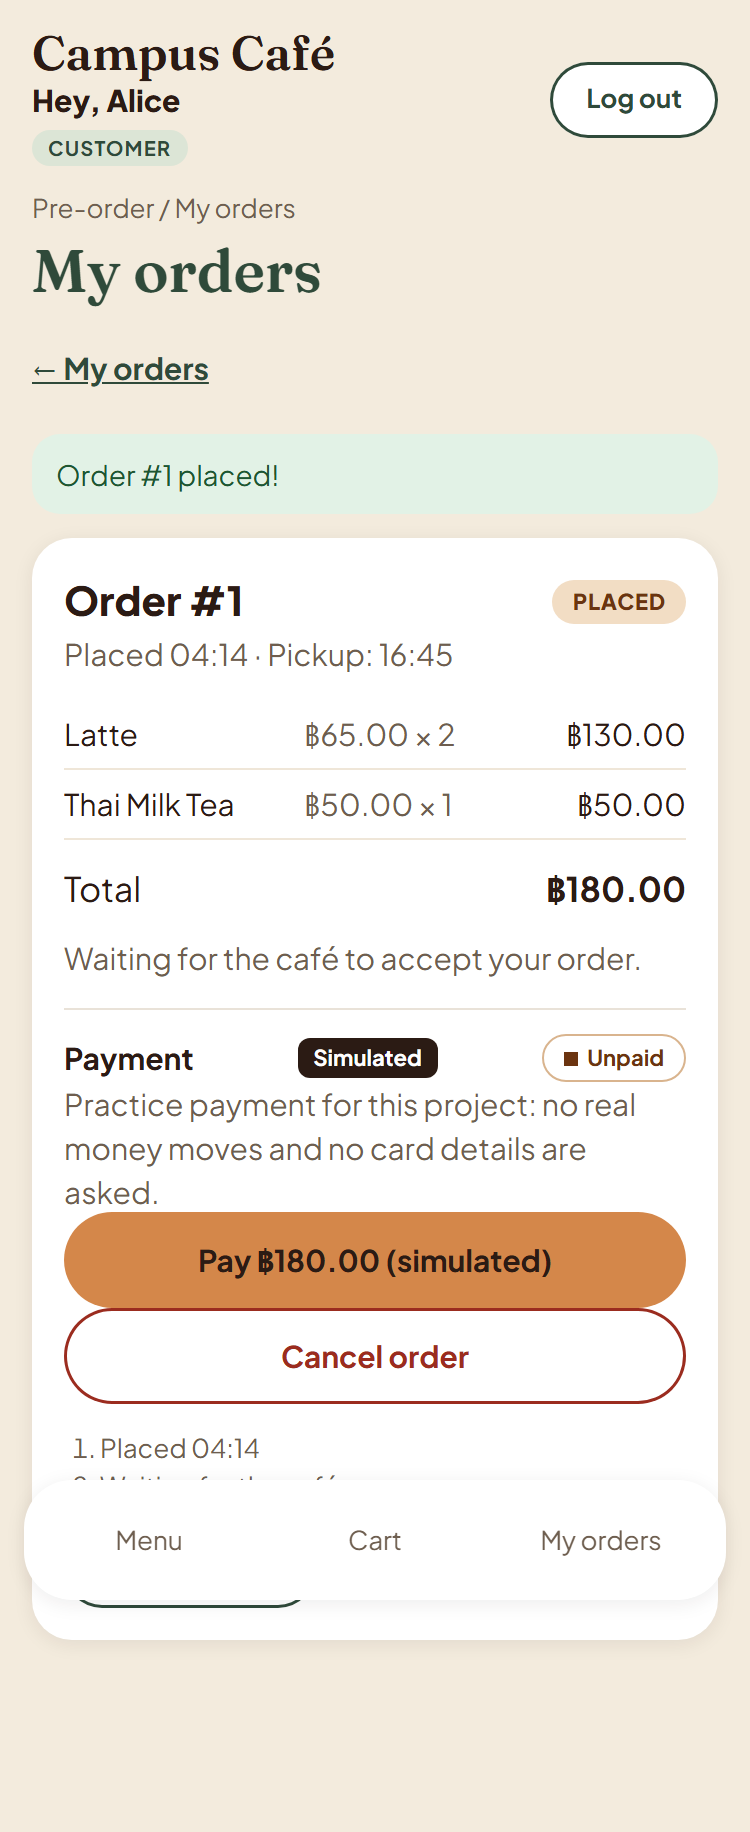 Campus Café
Hey, Alice
Log out
CUSTOMER
Pre-order / My orders
My orders
← My orders
Order #1 placed!
Order #1
PLACED
Placed 04:14 · Pickup: 16:45
Latte ฿65.00 × 2 ฿130.00
Thai Milk Tea ฿50.00 × 1 ฿50.00
Total ฿180.00
Waiting for the café to accept your order.
Payment
Simulated
Unpaid
Practice payment for this project: no real
money moves and no card details are
asked.
Pay ฿180.00 (simulated)
Cancel order
1. Placed 04:14
Menu
Cart
My orders